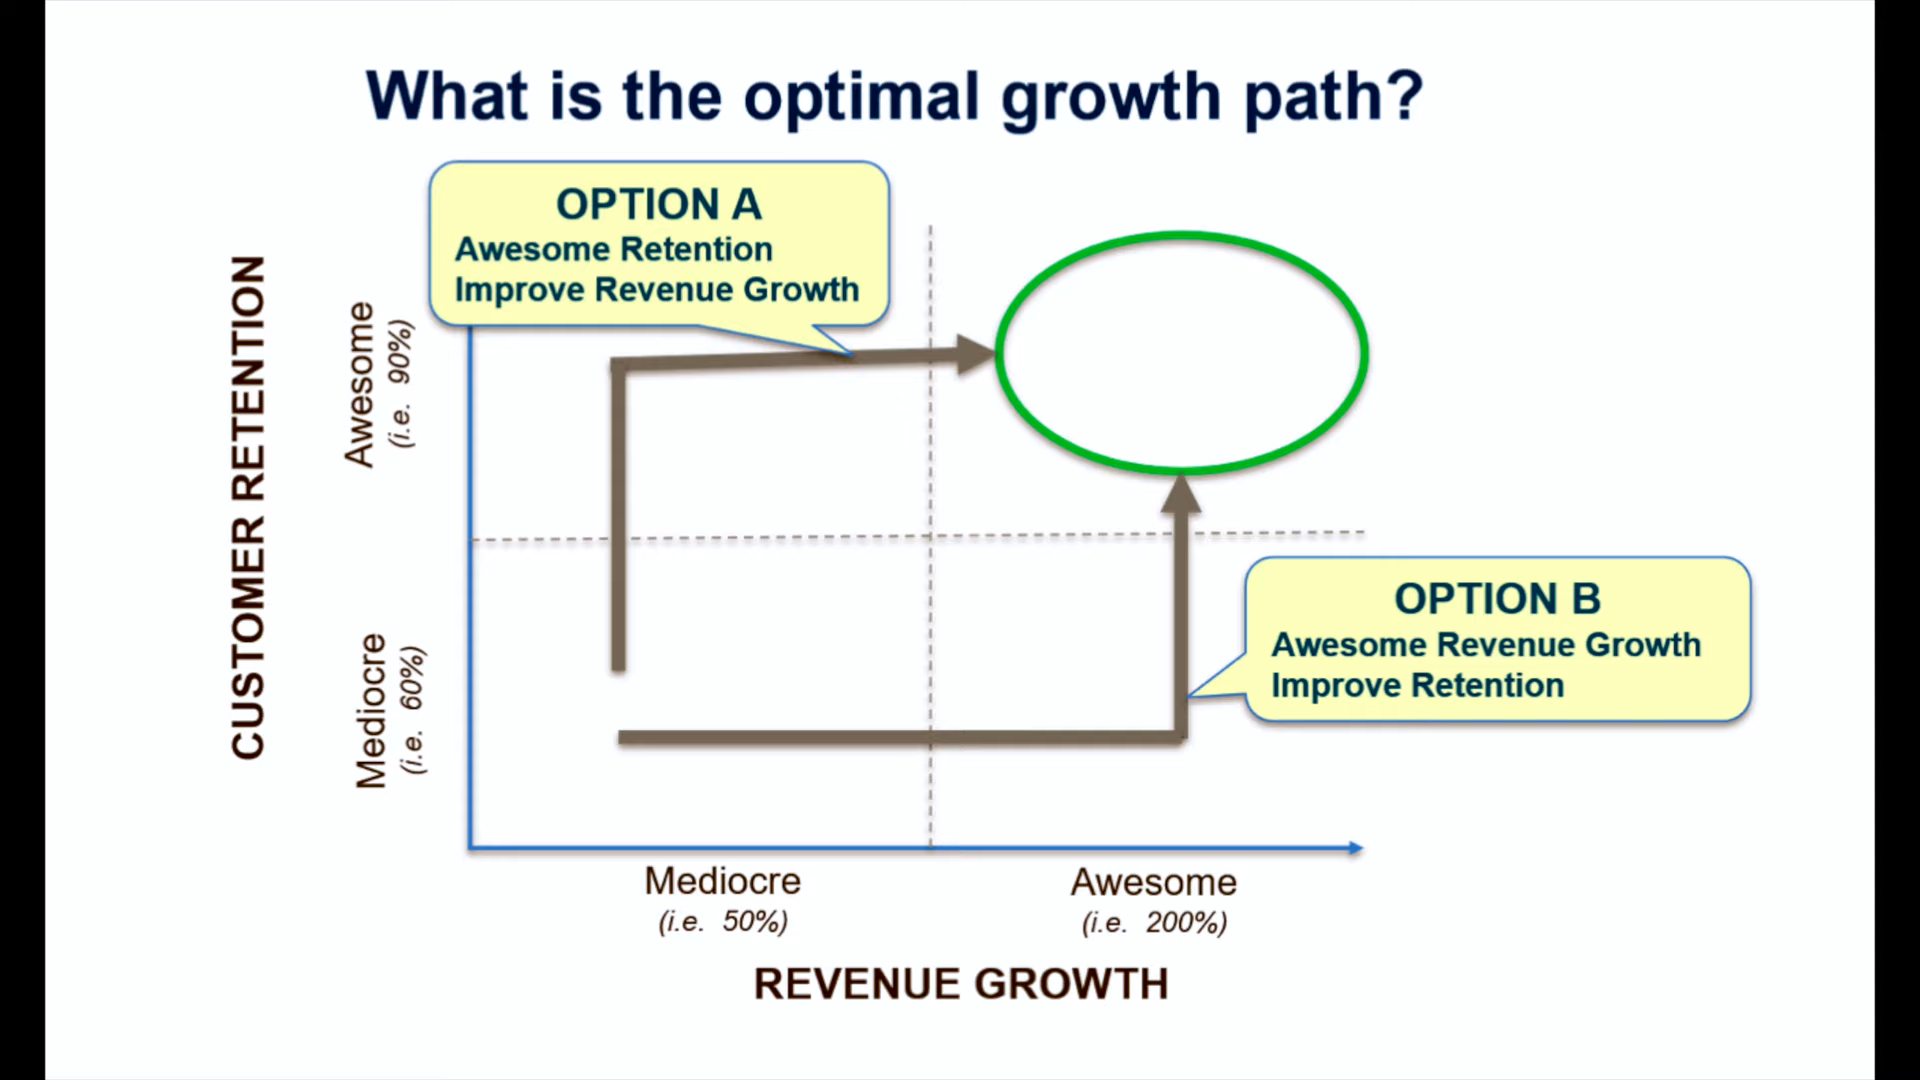 What is the optimal growth path?
OPTION A
Awesome Retention
Improve Revenue Growth
CUSTOMER RETENTION
Awesome
(i.e. 90%)
Mediocre
(i.e. 60%)
OPTION B
Awesome Revenue Growth
Improve Retention
Mediocre
(i.e. 50%)
Awesome
(i.e. 200%)
REVENUE GROWTH